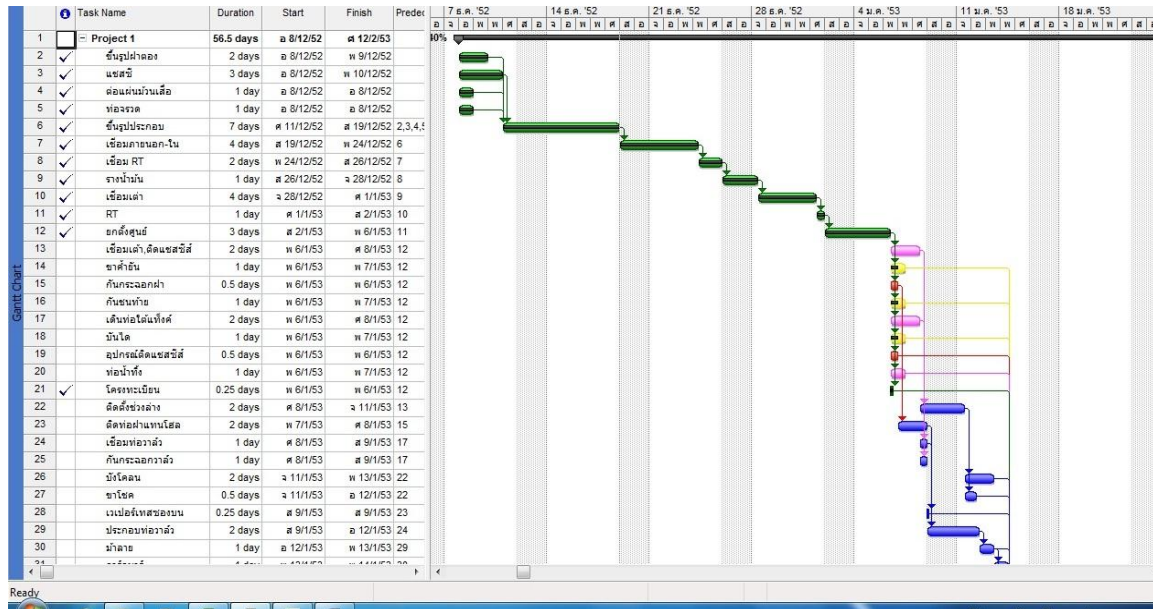 Task Name Duration Start Finish Predec
7 ธ.ค. '52 14 ธ.ค. '52 21 ธ.ค. '52 28 ธ.ค. '52 4 ม.ค. '53 11 ม.ค. '53 18 ม.ค. '53
1 Project 1 56.5 days อ 8/12/52 ศ 12/2/53
2 ขึ้นรูปฝาตอง 2 days อ 8/12/52 พ 9/12/52
3 แชสซี 3 days อ 8/12/52 พ 10/12/52
4 ต่อแผ่นม้วนเสื้อ 1 day อ 8/12/52 อ 8/12/52
5 ท่อจรวด 1 day อ 8/12/52 อ 8/12/52
6 ขึ้นรูปประกอบ 7 days ศ 11/12/52 ส 19/12/52 2,3,4,5
7 เชื่อมภายนอก-ใน 4 days ส 19/12/52 พ 24/12/52 6
8 เชื่อม RT 2 days พ 24/12/52 ส 26/12/52 7
9 รางน้ำมัน 1 day ส 26/12/52 จ 28/12/52 8
10 เชื่อมเต่า 4 days จ 28/12/52 ศ 1/1/53 9
11 RT 1 day ศ 1/1/53 ส 2/1/53 10
12 ยกตั้งศูนย์ 3 days ส 2/1/53 พ 6/1/53 11
13 เชื่อมเต้า,ติดแชสซีส์ 2 days พ 6/1/53 ศ 8/1/53 12
14 ขาค้ำยัน 1 day พ 6/1/53 พ 7/1/53 12
15 กันกระฉอกฝา 0.5 days พ 6/1/53 พ 6/1/53 12
16 กันชนท้าย 1 day พ 6/1/53 พ 7/1/53 12
17 เดินท่อใต้แท็งค์ 2 days พ 6/1/53 ศ 8/1/53 12
18 บันได 1 day พ 6/1/53 พ 7/1/53 12
19 อุปกรณ์ติดแชสซีส์ 0.5 days พ 6/1/53 พ 6/1/53 12
20 ท่อน้ำทิ้ง 1 day พ 6/1/53 พ 7/1/53 12
21 โครงทะเบียน 0.25 days พ 6/1/53 พ 6/1/53 12
22 ติดตั้งช่วงล่าง 2 days ศ 8/1/53 จ 11/1/53 13
23 ติดท่อฝาแทนโฮล 2 days พ 7/1/53 ศ 8/1/53 15
24 เชื่อมท่อวาล์ว 1 day ศ 8/1/53 ส 9/1/53 17
25 กันกระฉอกวาล์ว 1 day ศ 8/1/53 ส 9/1/53 17
26 บังโคลน 2 days จ 11/1/53 พ 13/1/53 22
27 ขาโชค 0.5 days จ 11/1/53 อ 12/1/53 22
28 เวเปอร์เทสซองบน 0.25 days ส 9/1/53 ส 9/1/53 23
29 ประกอบท่อวาล์ว 2 days ส 9/1/53 อ 12/1/53 24
30 ม้าลาย 1 day อ 12/1/53 พ 13/1/53 29
Gantt Chart
Ready